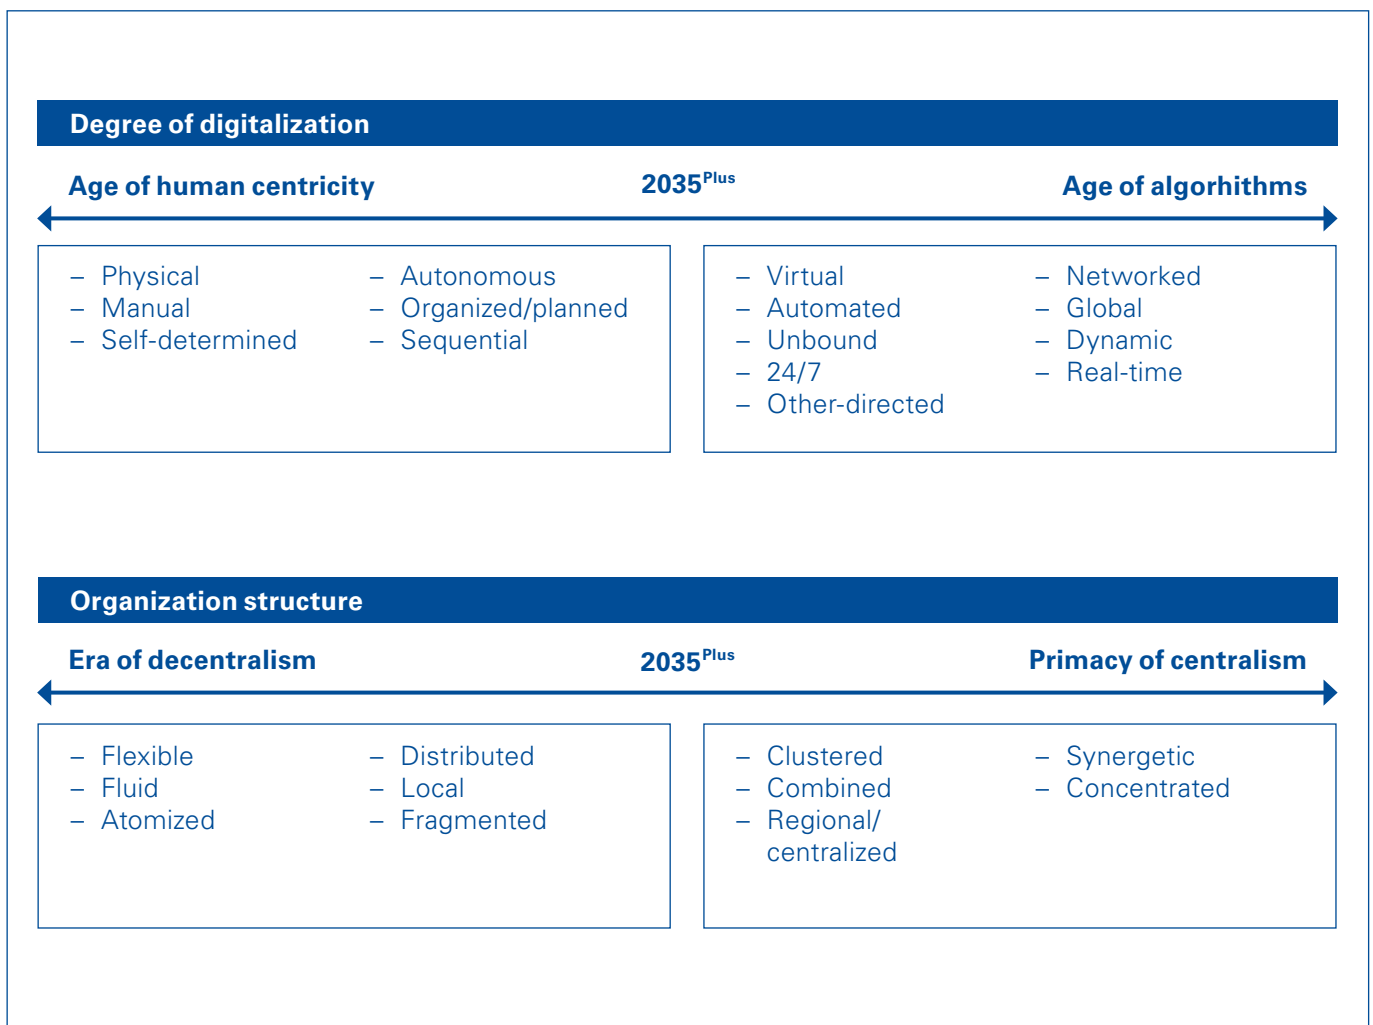 Degree of digitalization
Age of human centricity
2035Plus
Age of algorhithms
– Physical
– Manual
– Self-determined
– Autonomous
– Organized/planned
– Sequential
– Virtual
– Automated
– Unbound
– 24/7
– Other-directed
– Networked
– Global
– Dynamic
– Real-time
Organization structure
Era of decentralism
2035Plus
Primacy of centralism
– Flexible
– Fluid
– Atomized
– Distributed
– Local
– Fragmented
– Clustered
– Combined
– Regional/
centralized
– Synergetic
– Concentrated